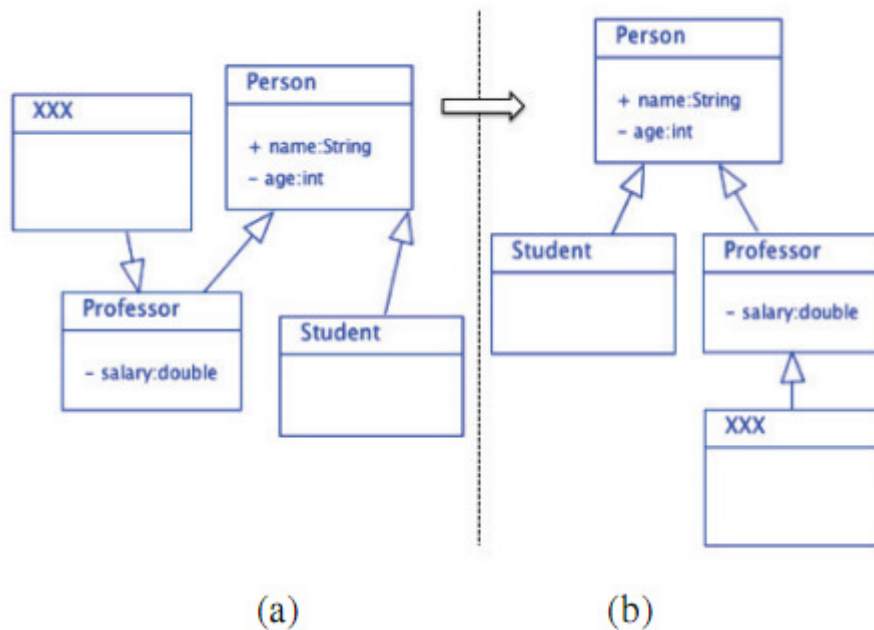 XXX
Person
+ name:String
- age:int
Professor
- salary:double
Student
(a)
Person
+ name:String
- age:int
Student
Professor
- salary:double
XXX
(b)